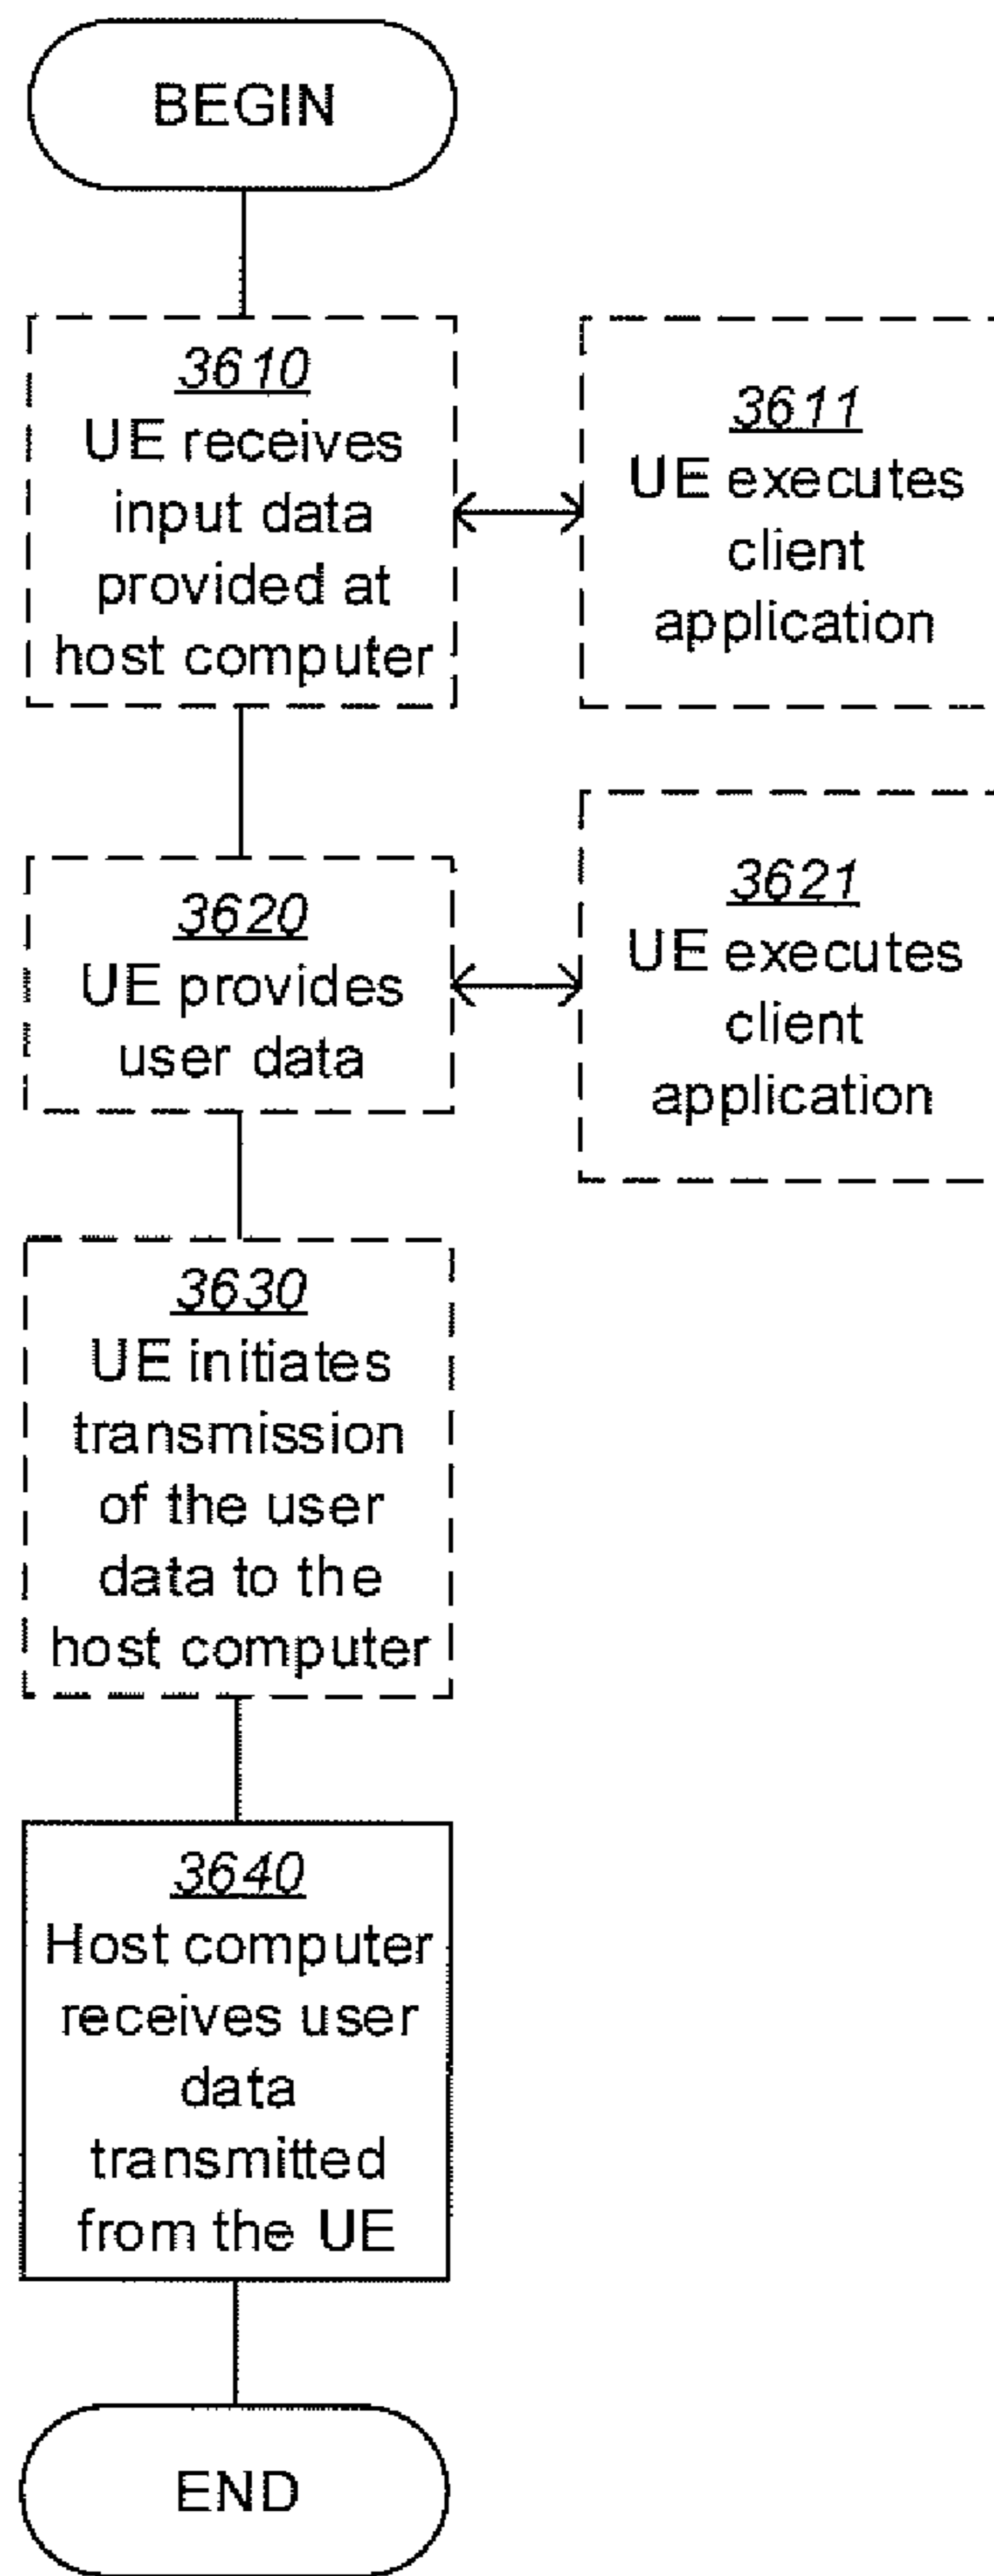 BEGIN
3610
UE receives
input data
provided at
host computer
3611
UE executes
client
application
3620
UE provides
user data
3621
UE executes
client
application
3630
UE initiates
transmission
of the user
data to the
host computer
3640
Host computer
receives user
data
transmitted
from the UE
END